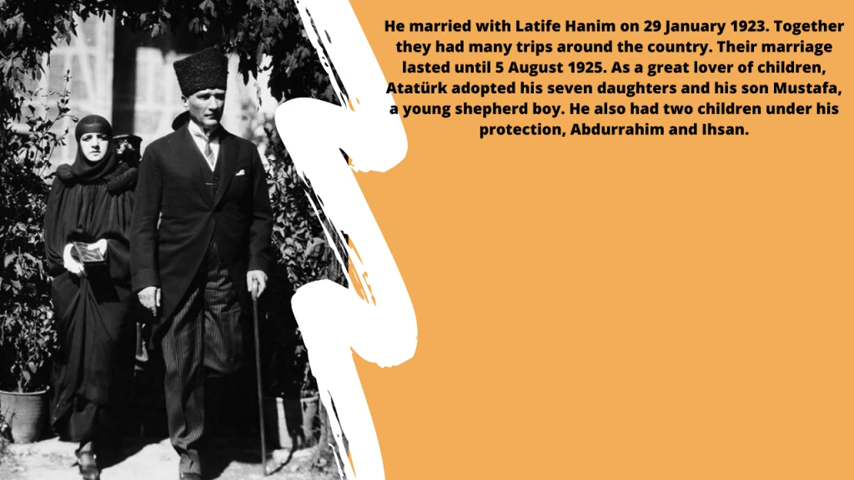 He married with Latife Hanim on 29 January 1923. Together
they had many trips around the country. Their marriage
lasted until 5 August 1925. As a great lover of children,
Atatürk adopted his seven daughters and his son Mustafa,
a young shepherd boy. He also had two children under his
protection, Abdurrahim and Ihsan.